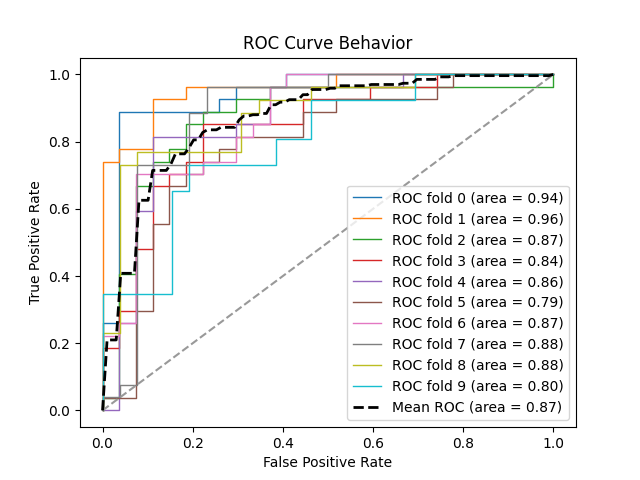 ROC Curve Behavior
True Positive Rate
1.0
0.8
0.6
0.4
0.2
0.0
ROC fold 0 (area = 0.94)
ROC fold 1 (area = 0.96)
ROC fold 2 (area = 0.87)
ROC fold 3 (area = 0.84)
ROC fold 4 (area = 0.86)
ROC fold 5 (area = 0.79)
ROC fold 6 (area = 0.87)
ROC fold 7 (area = 0.88)
ROC fold 8 (area = 0.88)
ROC fold 9 (area = 0.80)
Mean ROC (area = 0.87)
0.0 0.2 0.4 0.6 0.8 1.0
False Positive Rate